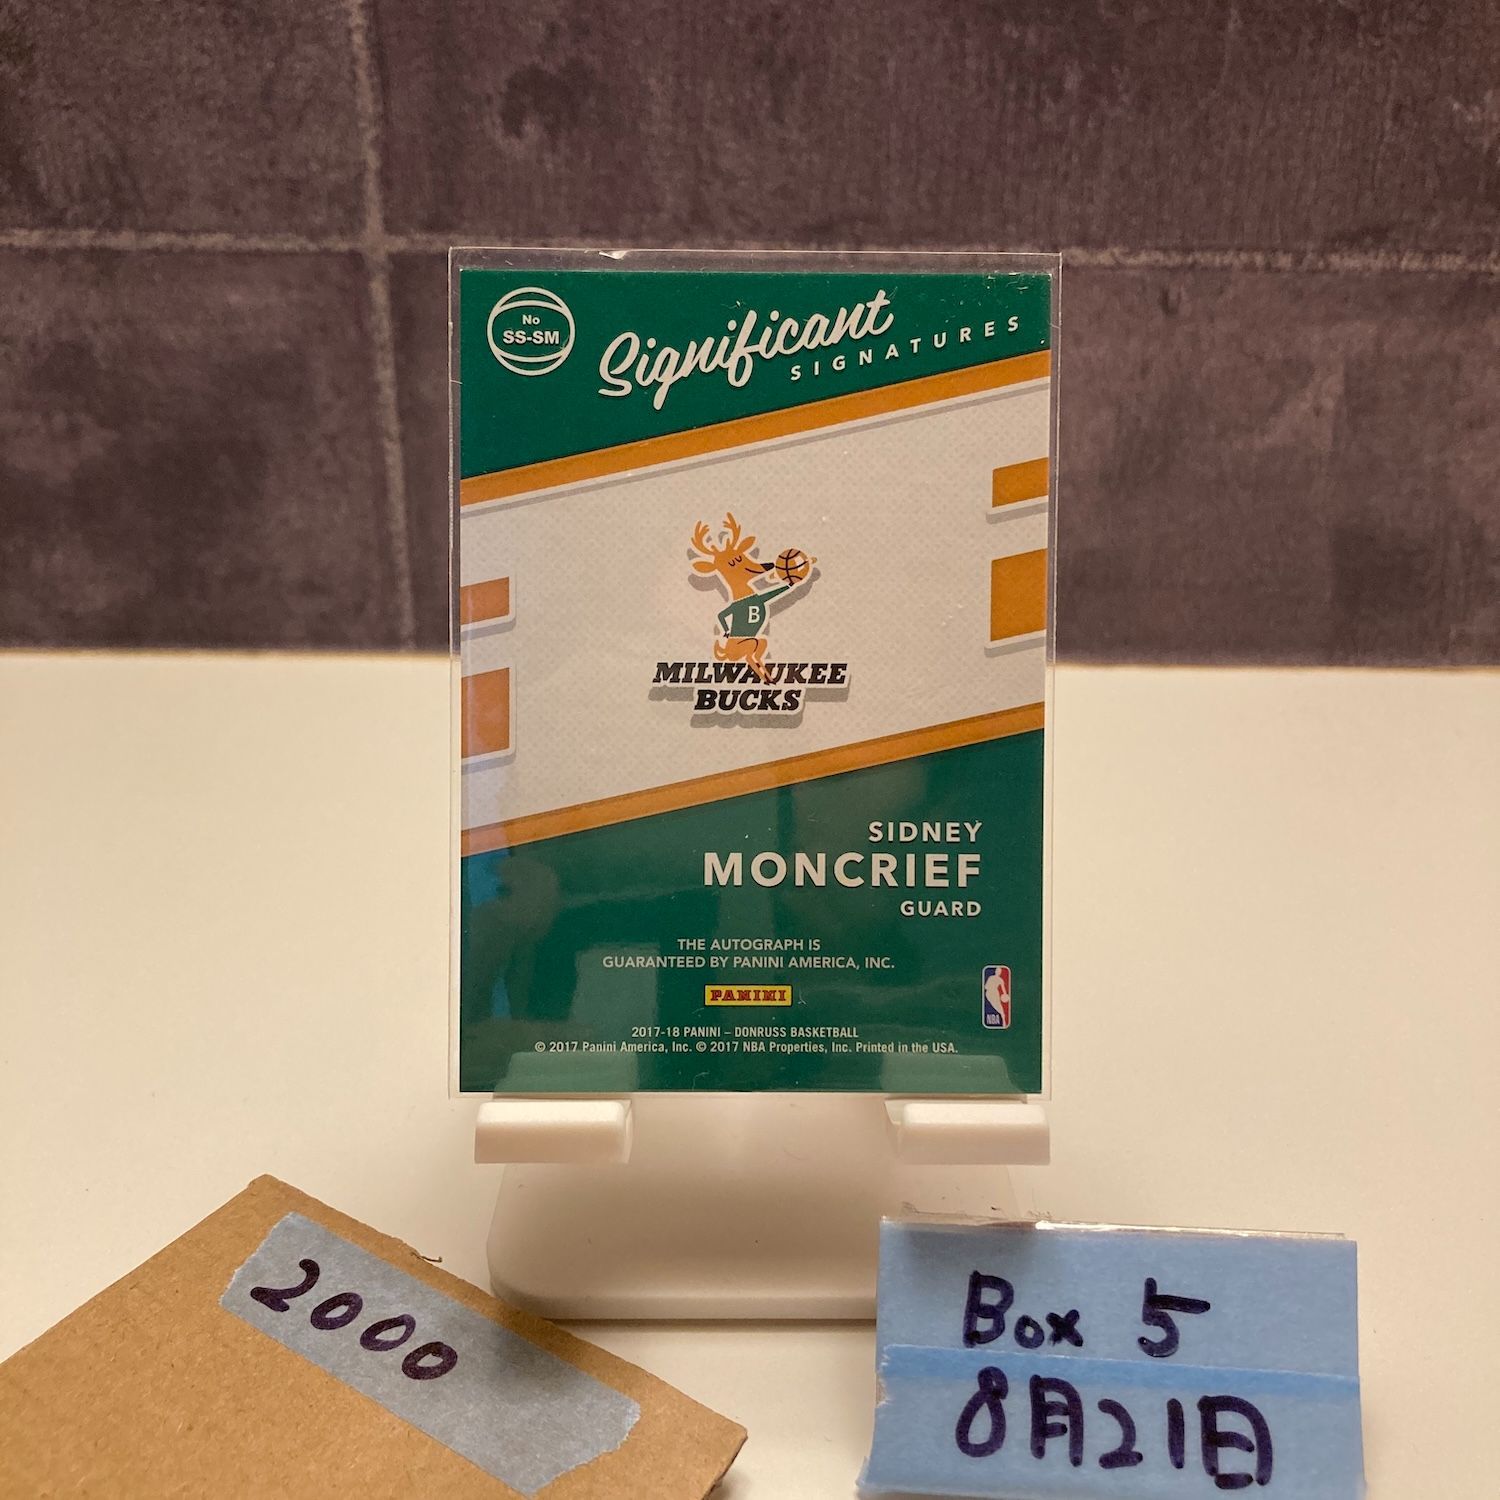 No
SS-SM
Significant
SIGNATURES
B
MILWAUKEE
BUCKS
SIDNEY
MONCRIEF
GUARD
THE AUTOGRAPH IS
GUARANTEED BY PANINI AMERICA, INC.
PANINI
NBA
2017-18 PANINI – DONRUSS BASKETBALL
© 2017 Panini America, Inc. © 2017 NBA Properties, Inc. Printed in the USA.
2000
Box 5
8月21日